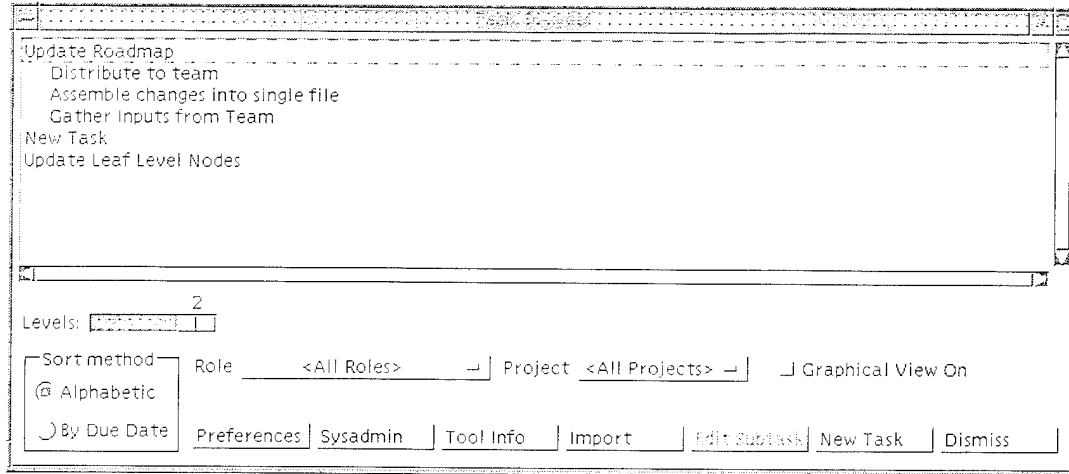 Update Roadmap
Distribute to team
Assemble changes into single file
Gather Inputs from Team
New Task
Update Leaf Level Nodes
2
Levels:
Sort method
Role <All Roles> Project <All Projects> Graphical View On
Alphabetic
By Due Date
Preferences Sysadmin Tool Info Import Edit Subtask New Task Dismiss